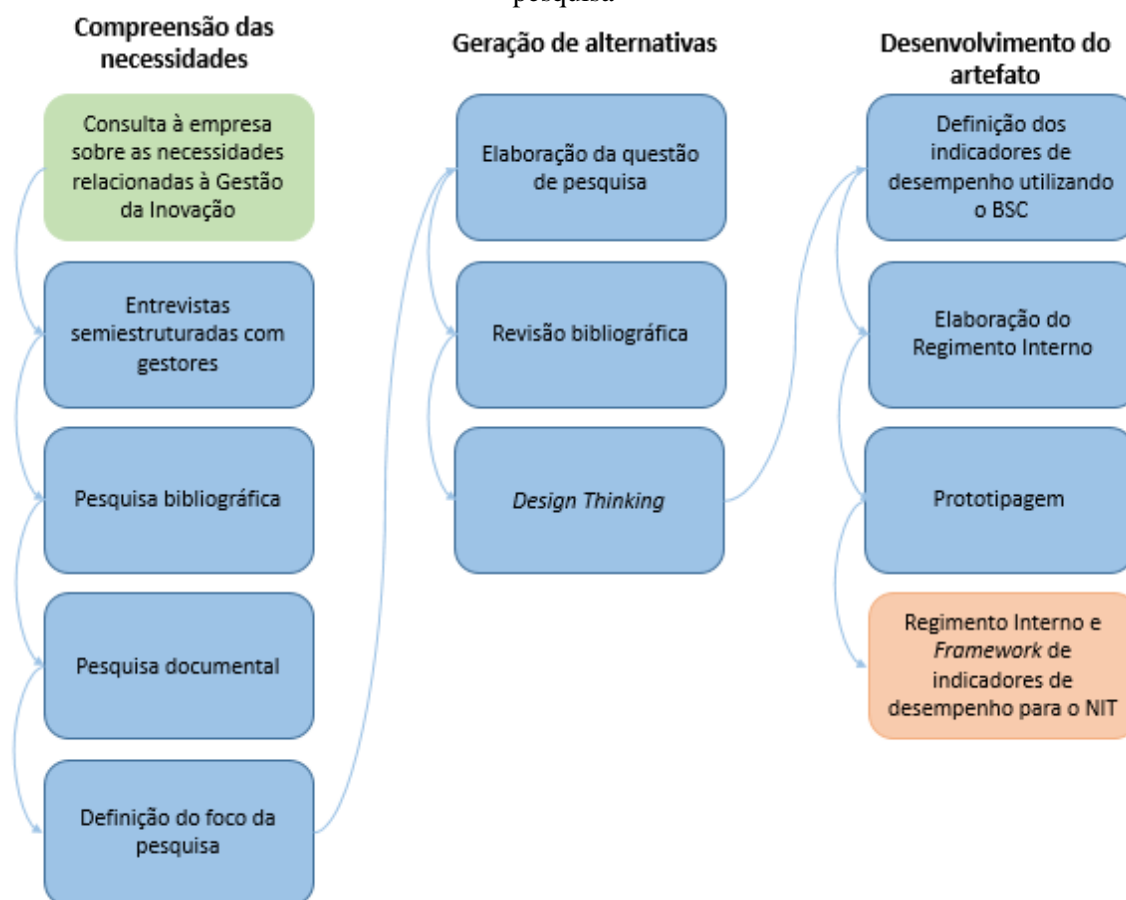 pesquisa
Compreensão das
necessidades
Consulta à empresa
sobre as necessidades
relacionadas à Gestão
da Inovação
Entrevistas
semiestruturadas com
gestores
Pesquisa bibliográfica
Pesquisa documental
Definição do foco da
pesquisa
Geração de alternativas
Elaboração da questão
de pesquisa
Revisão bibliográfica
Design Thinking
Desenvolvimento do
artefato
Definição dos
indicadores de
desempenho utilizando
o BSC
Elaboração do
Regimento Interno
Prototipagem
Regimento Interno e
Framework de
indicadores de
desempenho para o NIT